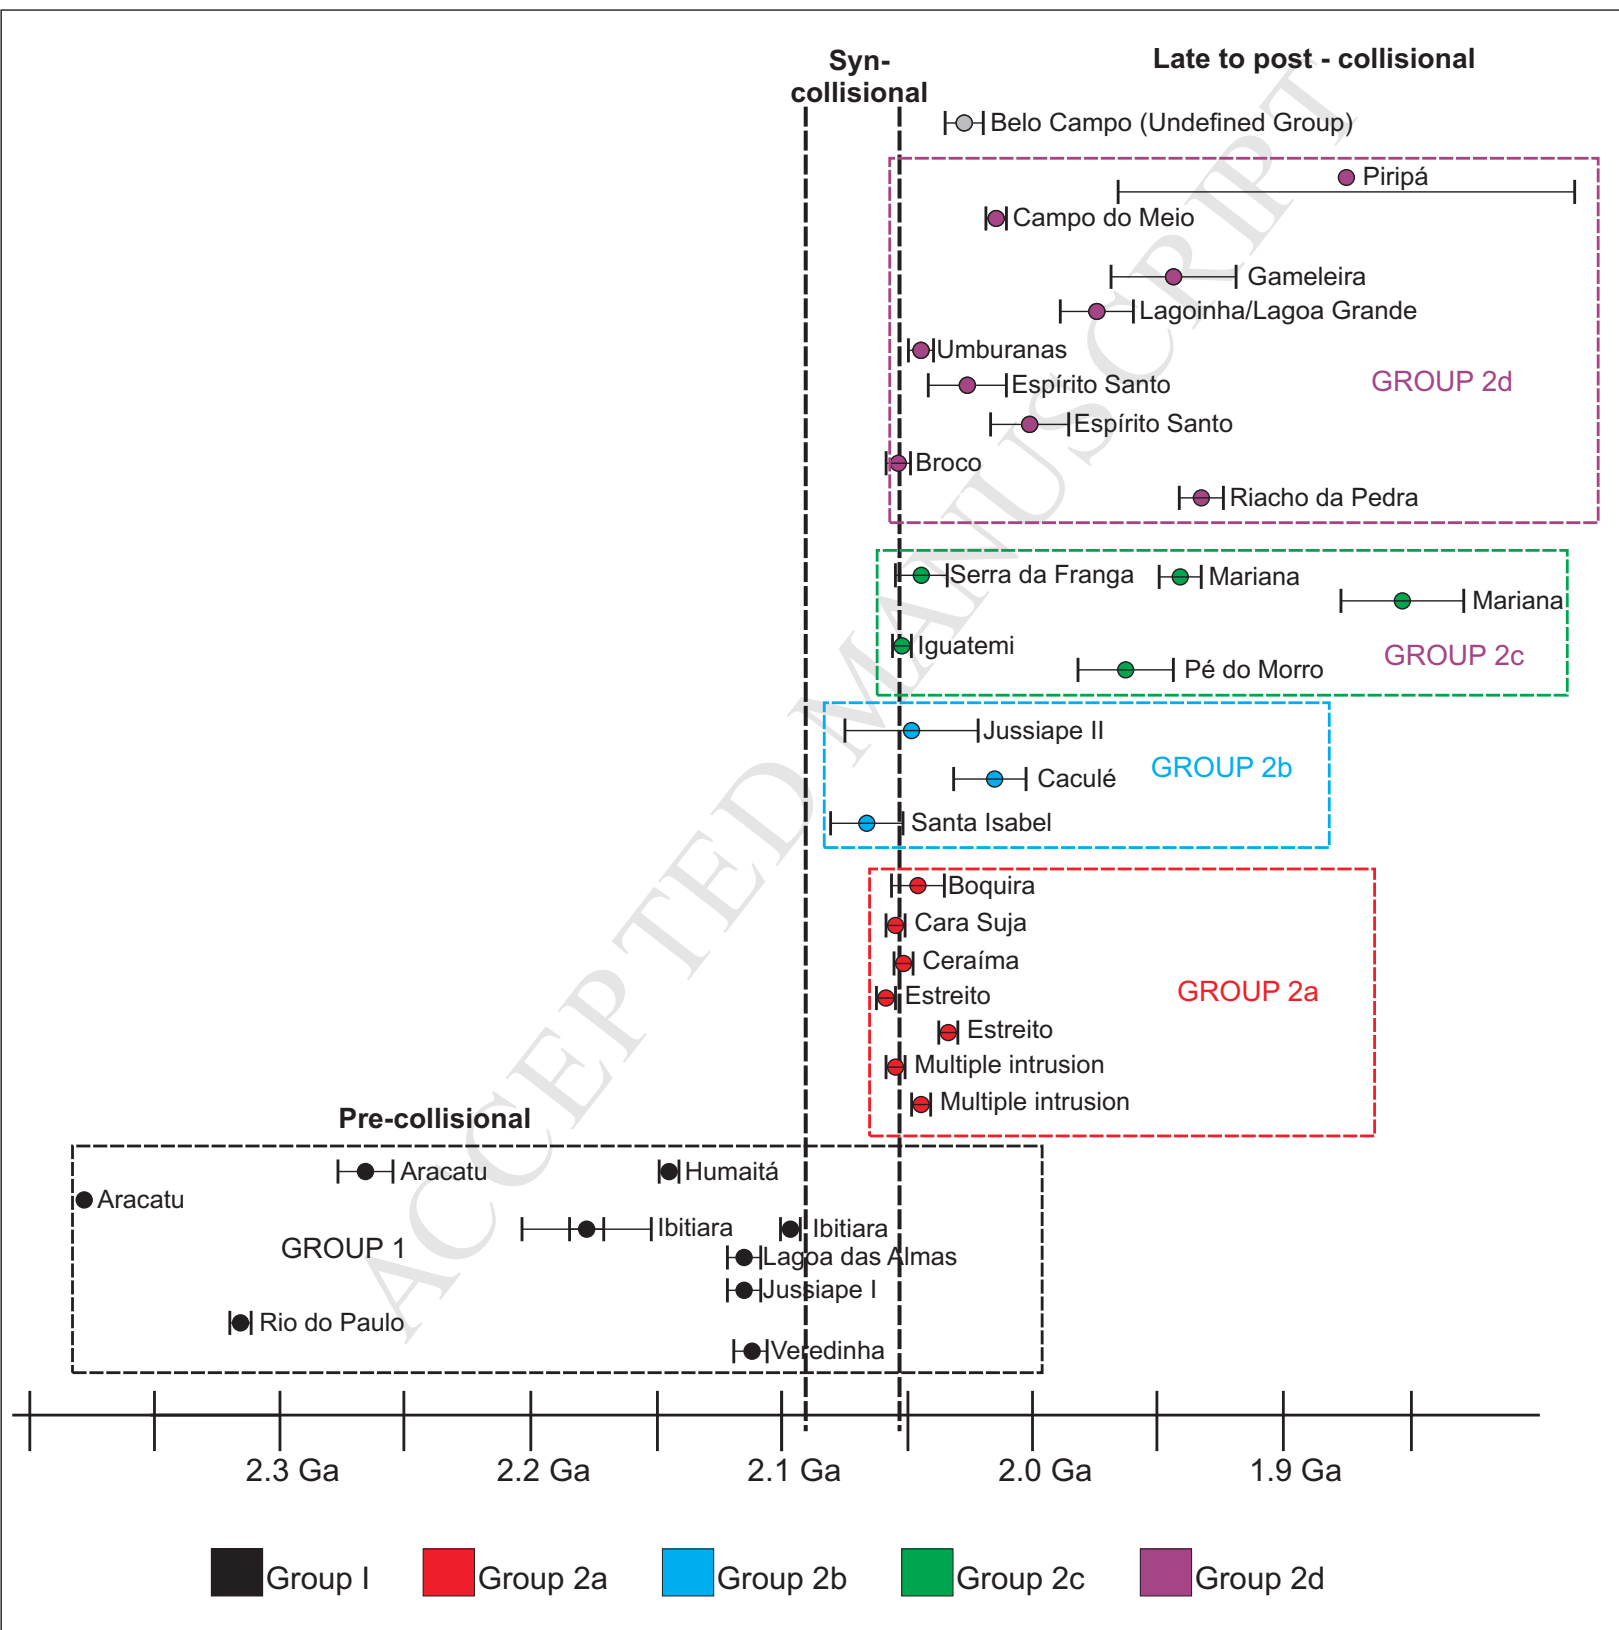 Syn-
collisional
Late to post - collisional
Belo Campo (Undefined Group)
Piripá
Campo do Meio
Gameleira
Lagoinha/Lagoa Grande
Umburanas
Espírito Santo
GROUP 2d
Espírito Santo
Broco
Riacho da Pedra
Serra da Franga
Mariana
Mariana
Iguatemi
GROUP 2c
Pé do Morro
Jussiape II
GROUP 2b
Caculé
Santa Isabel
Boquira
Cara Suja
Ceraíma
Estreito
GROUP 2a
Estreito
Multiple intrusion
Multiple intrusion
Pre-collisional
Aracatu
Humaitá
Aracatu
Ibitiara
Ibitiara
GROUP 1
Lagoa das Almas
Jussiape I
Rio do Paulo
Veredinha
2.3 Ga
2.2 Ga
2.1 Ga
2.0 Ga
1.9 Ga
Group I
Group 2a
Group 2b
Group 2c
Group 2d
ACCEPTED MANUSCRIPT